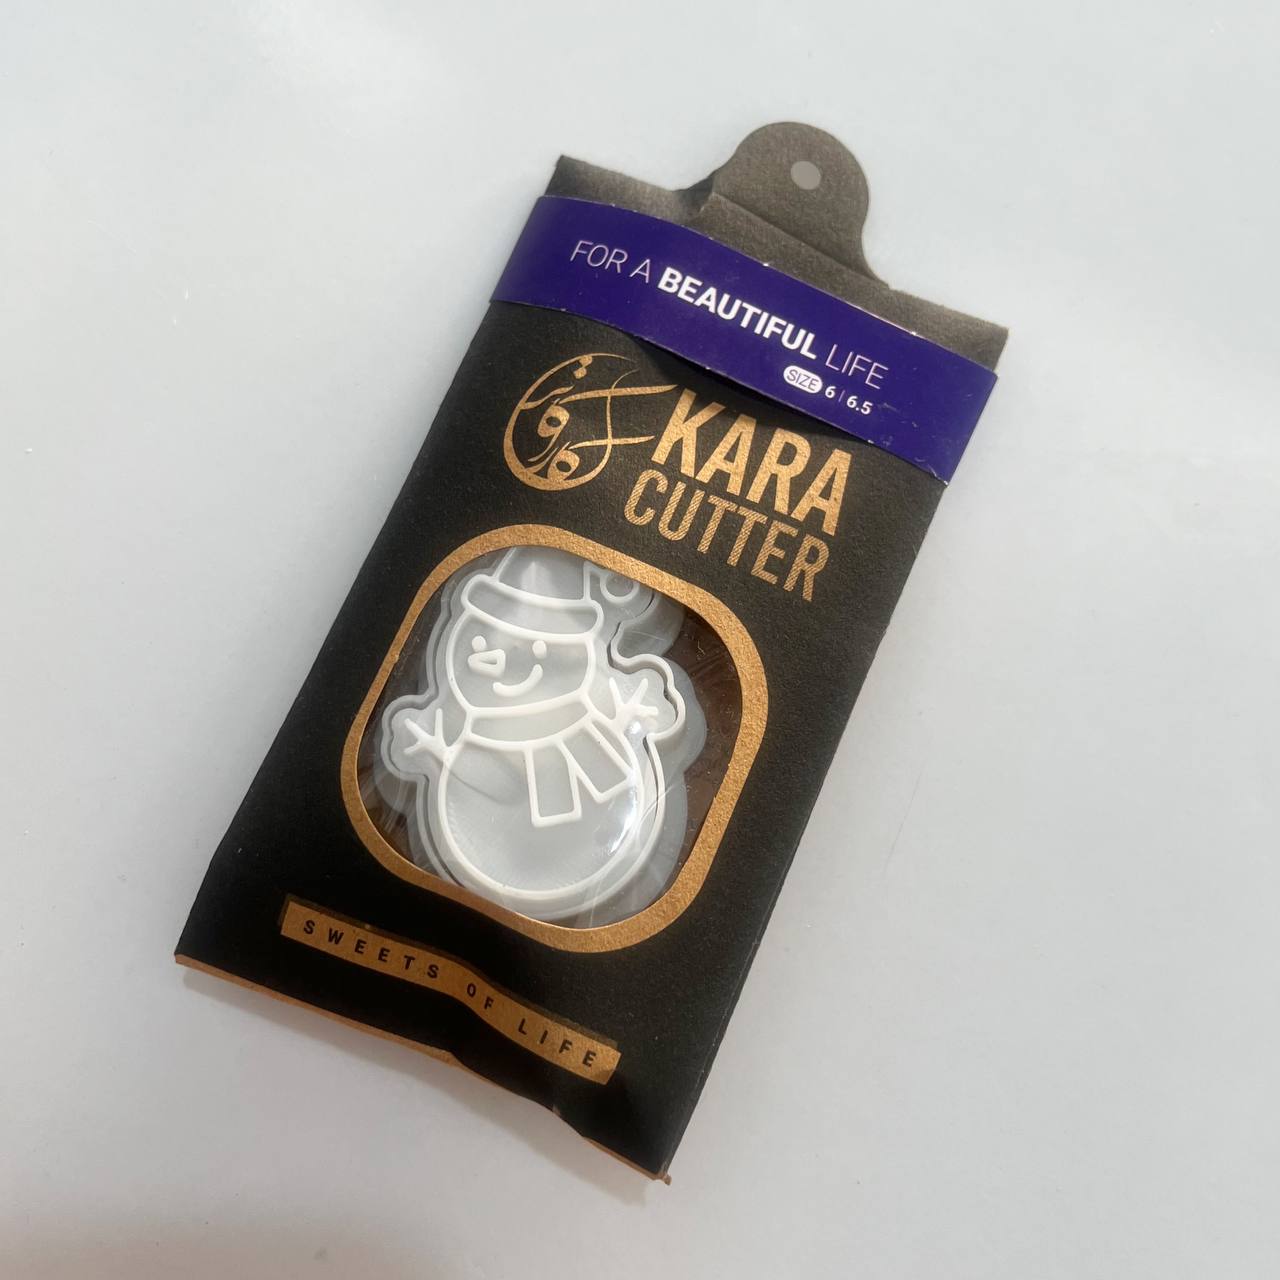 FOR A BEAUTIFUL LIFE
SIZE 6 | 6.5
KARA
CUTTER
SWEETS OF LIFE